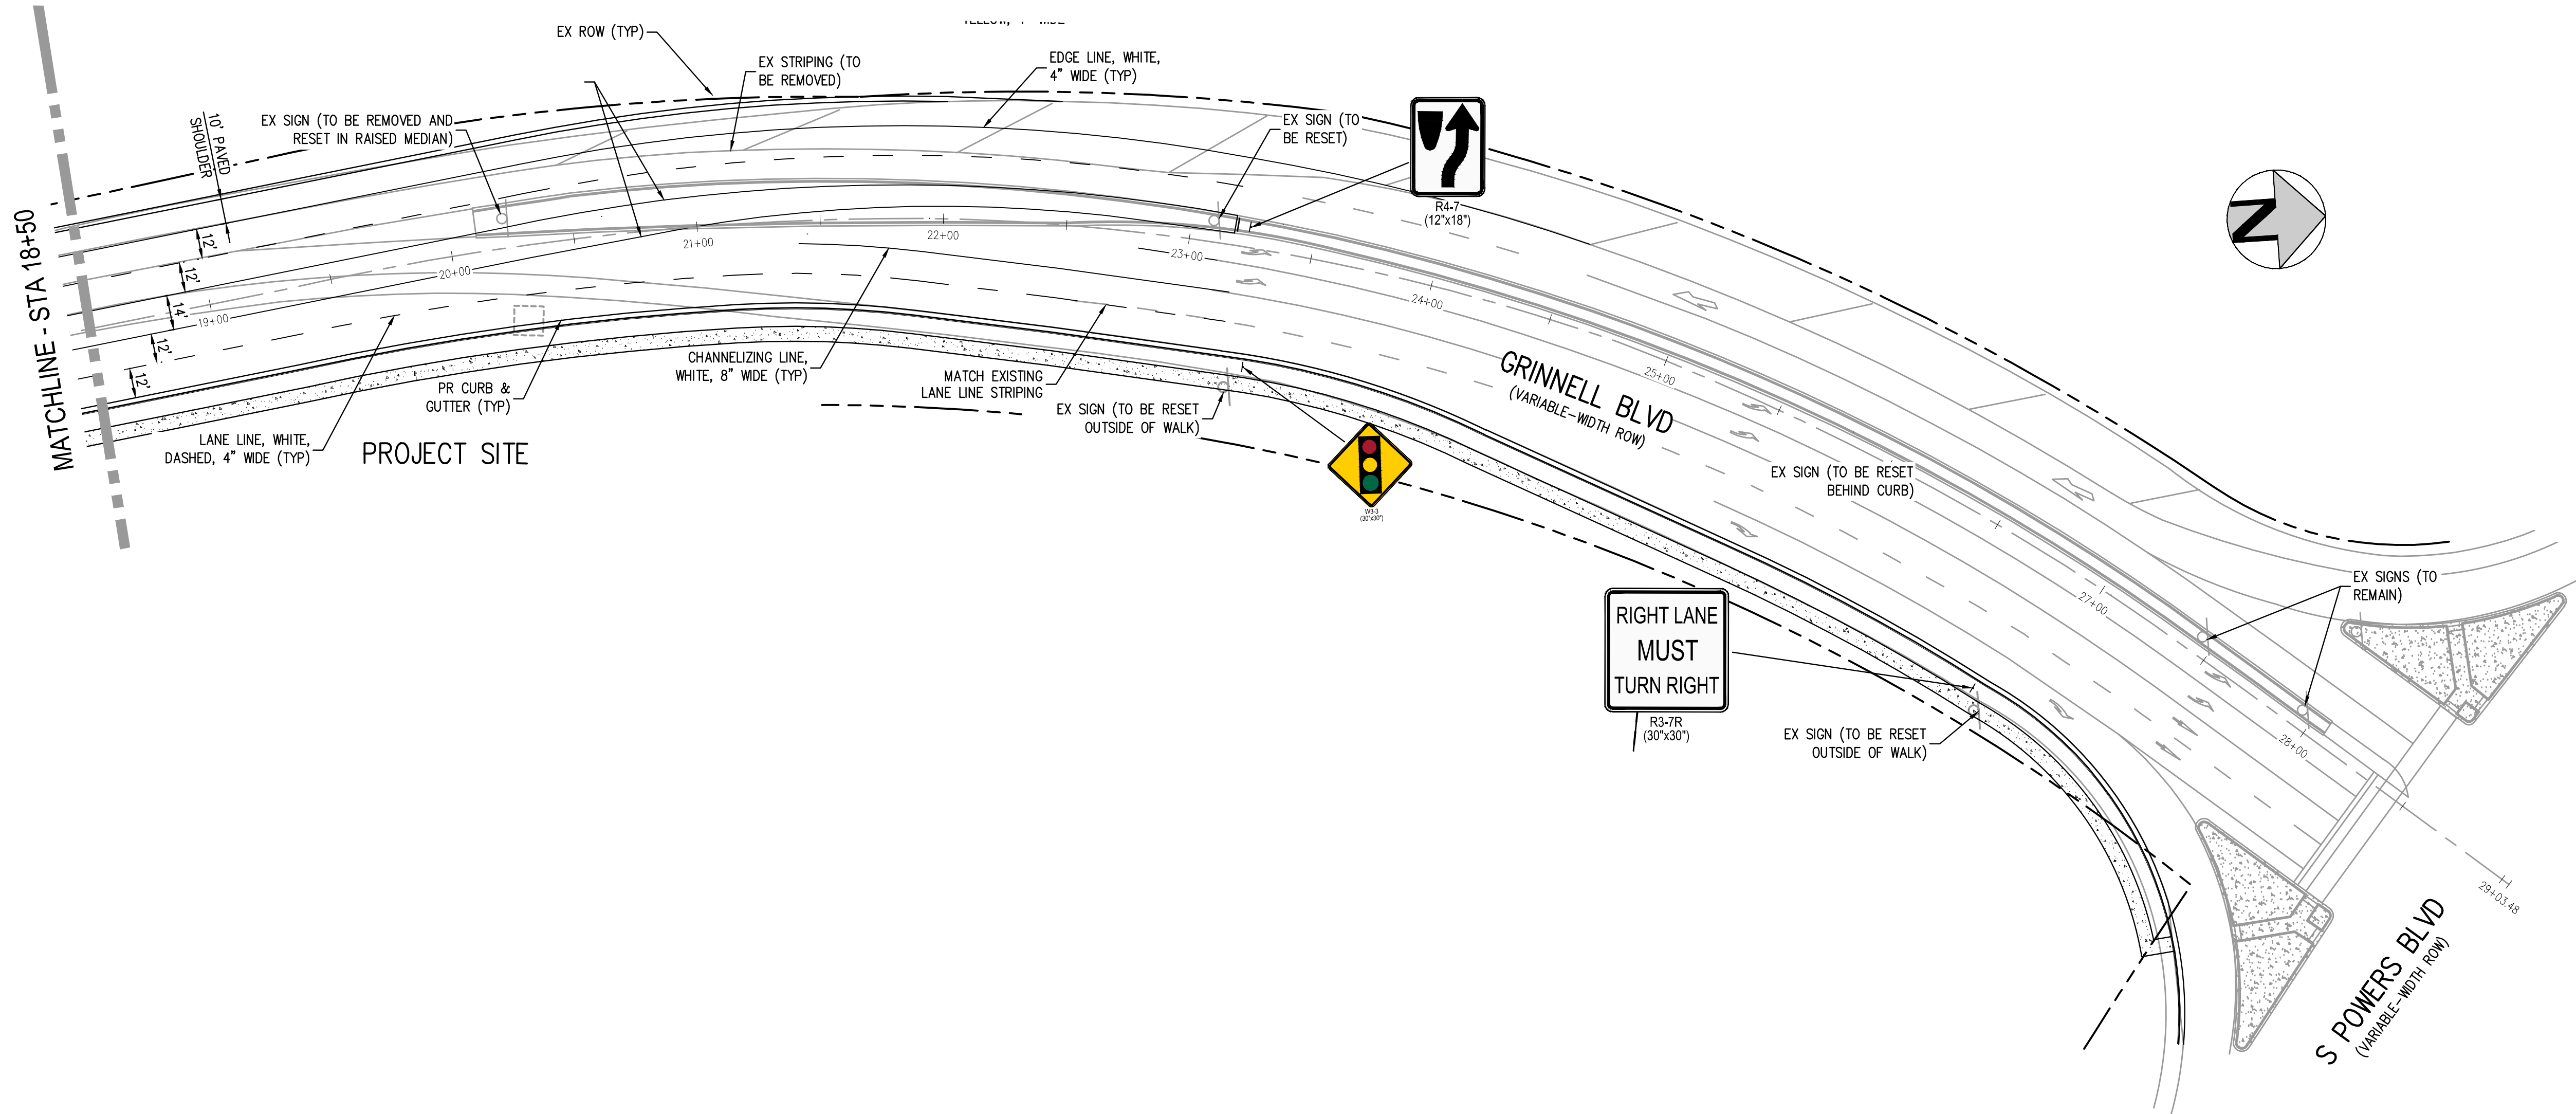 EX ROW (TYP)
EX STRIPING (TO
BE REMOVED)
EDGE LINE, WHITE,
4" WIDE (TYP)
EX SIGN (TO BE REMOVED AND
RESET IN RAISED MEDIAN)
10' PAVED
SHOULDER
EX SIGN (TO
BE RESET)
R4-7
(12"x18")
N
MATCHLINE - STA 18+50
12'
12'
14'
12'
12'
19+00
20+00
21+00
22+00
23+00
24+00
25+00
27+00
28+00
29+03.48
CHANNELIZING LINE,
WHITE, 8" WIDE (TYP)
MATCH EXISTING
LANE LINE STRIPING
PR CURB &
GUTTER (TYP)
LANE LINE, WHITE,
DASHED, 4" WIDE (TYP)
PROJECT SITE
EX SIGN (TO BE RESET
OUTSIDE OF WALK)
W3-3
(30"x30")
GRINNELL BLVD
(VARIABLE-WIDTH ROW)
EX SIGN (TO BE RESET
BEHIND CURB)
EX SIGNS (TO
REMAIN)
RIGHT LANE
MUST
TURN RIGHT
R3-7R
(30"x30")
EX SIGN (TO BE RESET
OUTSIDE OF WALK)
S POWERS BLVD
(VARIABLE-WIDTH ROW)